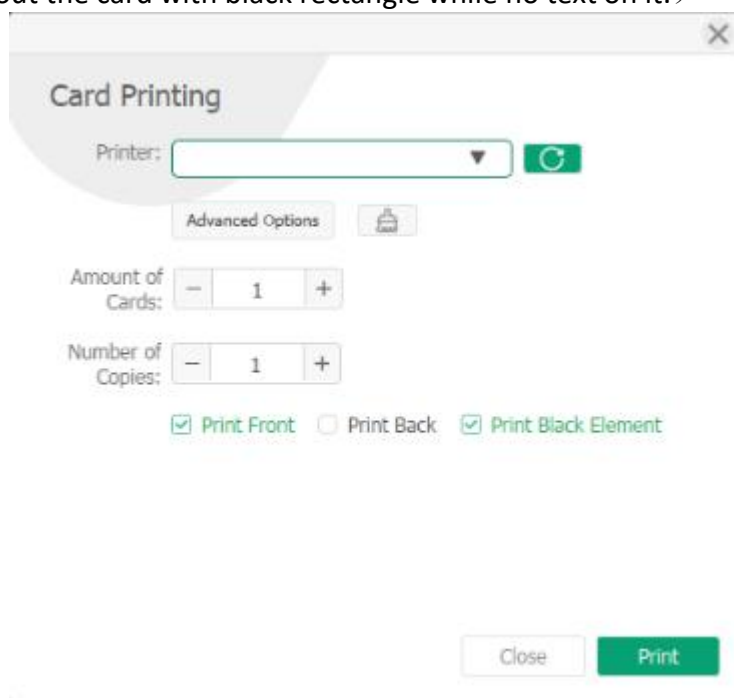 out the card with black rectangle while no text on it.
Card Printing
Printer:
Advanced Options
Amount of
Cards:
1
Number of
Copies:
1
Print Front Print Back Print Black Element
Close Print